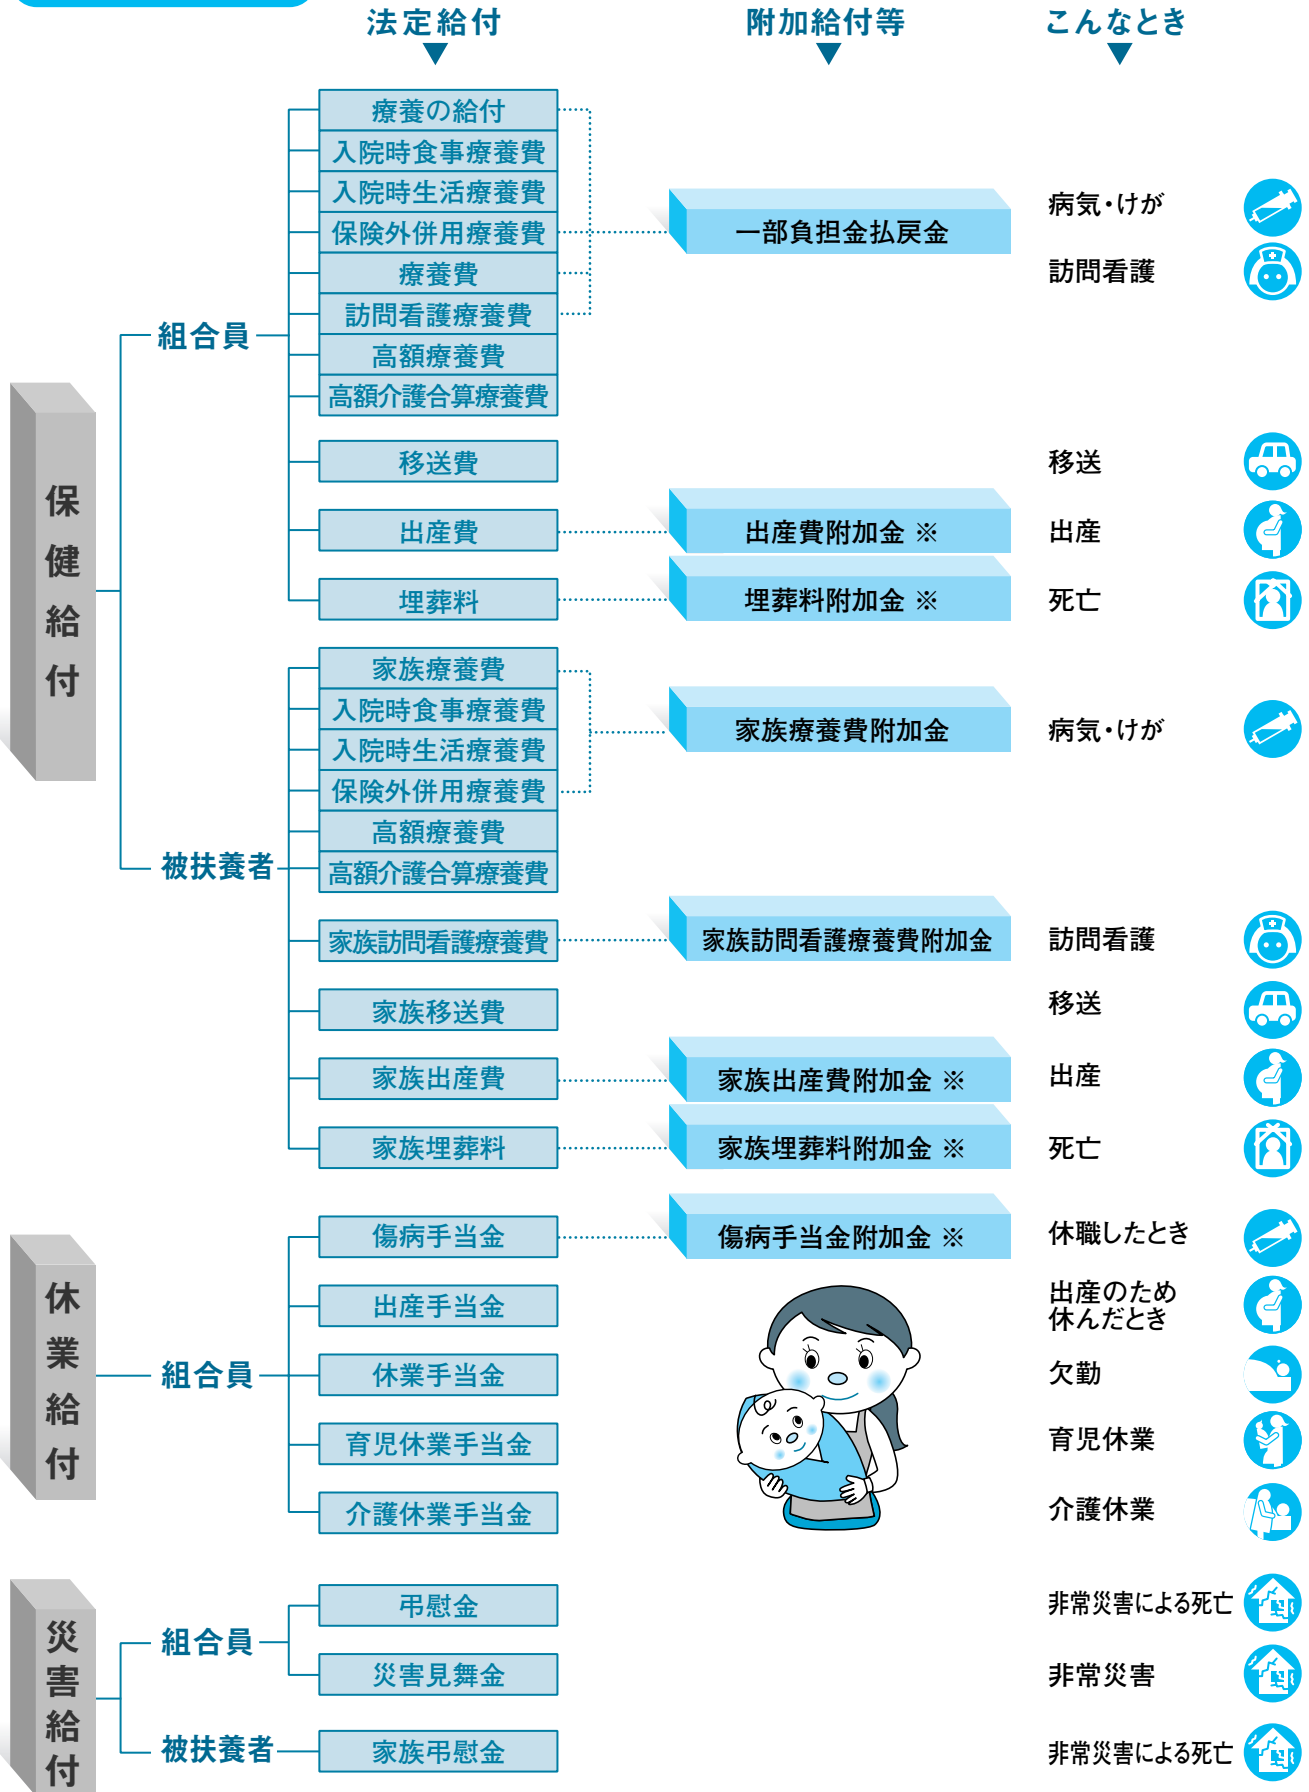 法定給付
附加給付等
こんなとき
保健給付
組合員
療養の給付
入院時食事療養費
入院時生活療養費
保険外併用療養費
療養費
訪問看護療養費
高額療養費
高額介護合算療養費
一部負担金払戻金
病気・けが
訪問看護
移送費
移送
出産費
出産費附加金 ※
出産
埋葬料
埋葬料附加金 ※
死亡
被扶養者
家族療養費
入院時食事療養費
入院時生活療養費
保険外併用療養費
高額療養費
高額介護合算療養費
家族療養費附加金
病気・けが
家族訪問看護療養費
家族訪問看護療養費附加金
訪問看護
家族移送費
移送
家族出産費
家族出産費附加金 ※
出産
家族埋葬料
家族埋葬料附加金 ※
死亡
休業給付
組合員
傷病手当金
傷病手当金附加金 ※
休職したとき
出産手当金
出産のため
休んだとき
休業手当金
欠勤
育児休業手当金
育児休業
介護休業手当金
介護休業
災害給付
組合員
弔慰金
非常災害による死亡
災害見舞金
非常災害
被扶養者
家族弔慰金
非常災害による死亡